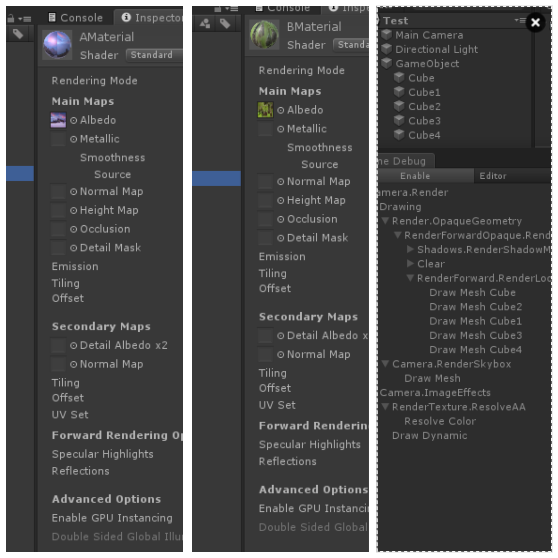 Console
Inspector
AMaterial
Shader Standard
Rendering Mode
Main Maps
Albedo
Metallic
Smoothness
Source
Normal Map
Height Map
Occlusion
Detail Mask
Emission
Tiling
Offset
Secondary Maps
Detail Albedo x2
Normal Map
Tiling
Offset
UV Set
Forward Rendering Op
Specular Highlights
Reflections
Advanced Options
Enable GPU Instancing
Double Sided Global Illu
Console
Inspector
BMaterial
Shader Standa
Rendering Mode
Main Maps
Albedo
Metallic
Smoothness
Source
Normal Map
Height Map
Occlusion
Detail Mask
Emission
Tiling
Offset
Secondary Maps
Detail Albedo x
Normal Map
Tiling
Offset
UV Set
Forward Renderin
Specular Highlights
Reflections
Advanced Options
Enable GPU Instanc
Double Sided Global
Test
Main Camera
Directional Light
GameObject
Cube
Cube1
Cube2
Cube3
Cube4
me Debug
Enable Editor
amera.Render
Drawing
Render.OpaqueGeometry
RenderForwardOpaque.Rend
Shadows.RenderShadowM
Clear
RenderForward.RenderLoo
Draw Mesh Cube
Draw Mesh Cube2
Draw Mesh Cube1
Draw Mesh Cube3
Draw Mesh Cube4
Camera.RenderSkybox
Draw Mesh
Camera.ImageEffects
RenderTexture.ResolveAA
Resolve Color
Draw Dynamic